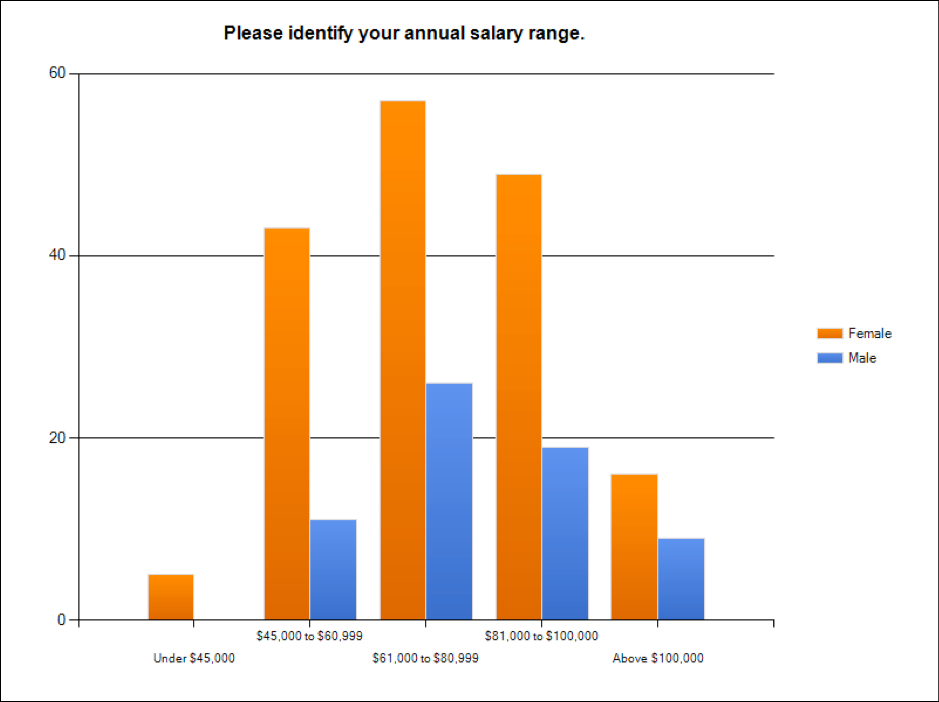 Please identify your annual salary range.
60
40
20
0
$45,000 to $60,999
$81,000 to $100,000
Under $45,000
$61,000 to $80,999
Above $100,000
Female
Male